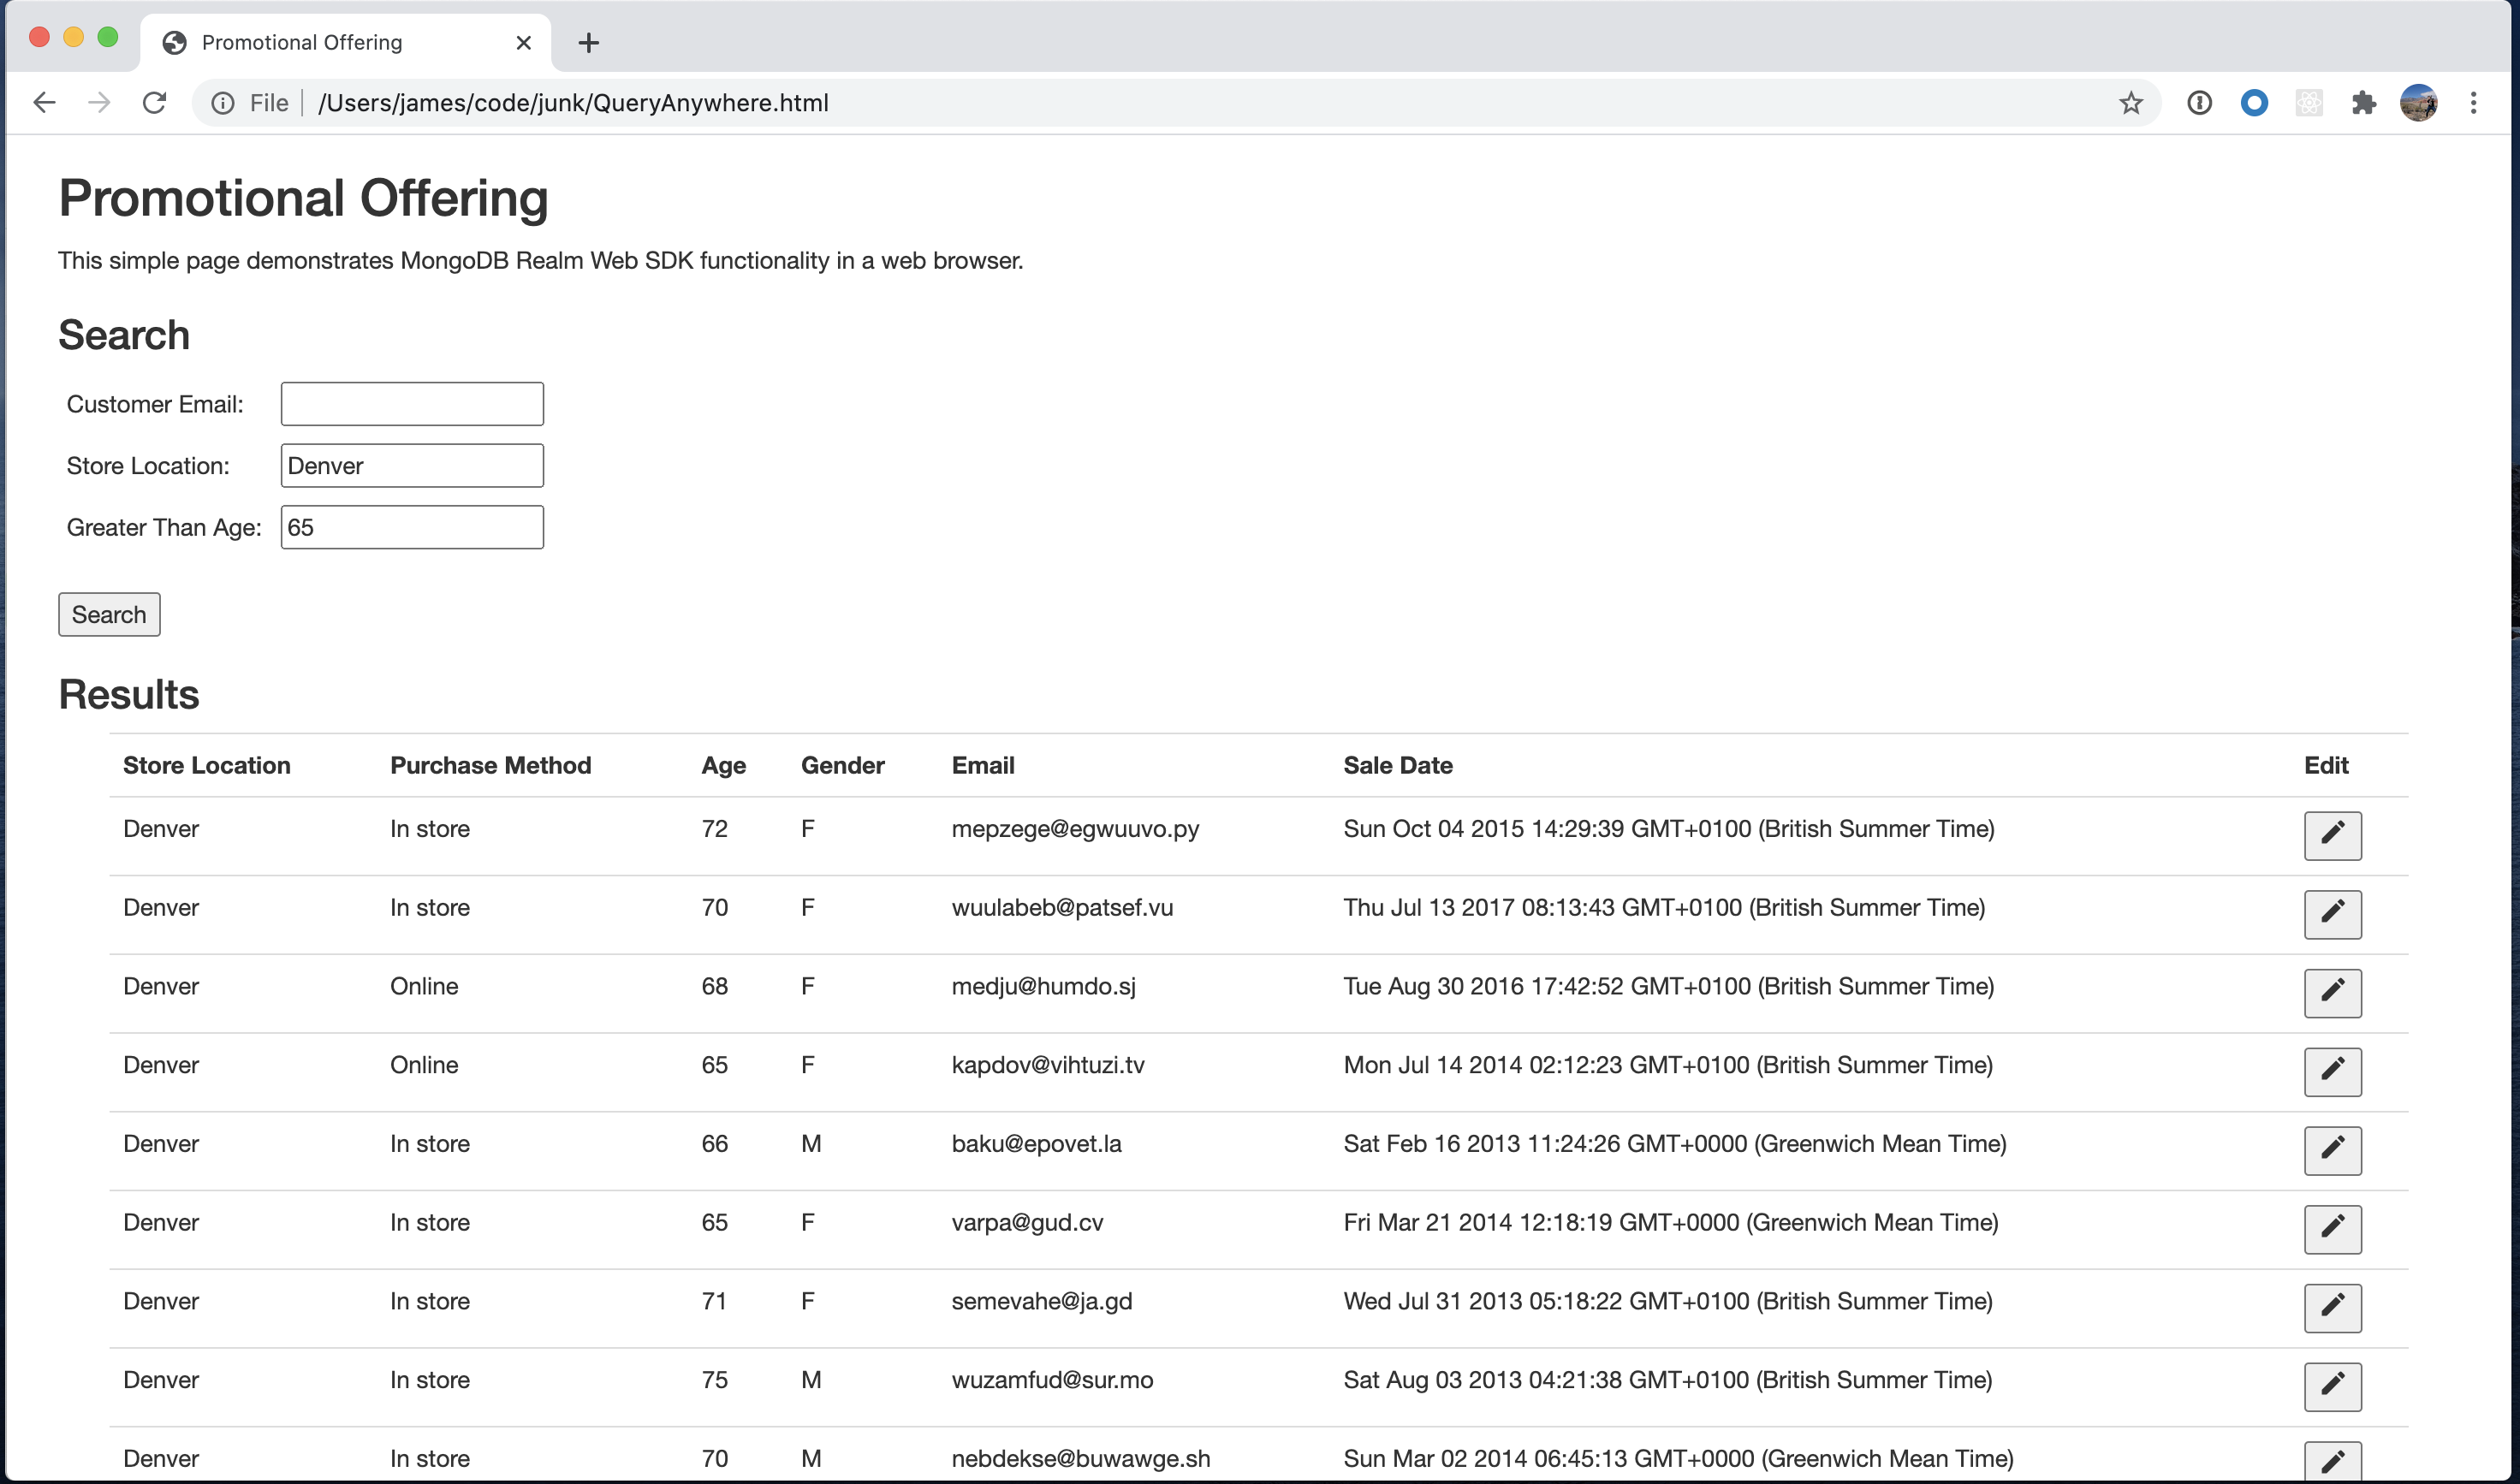 Promotional Offering
File /Users/james/code/junk/QueryAnywhere.html
Promotional Offering
This simple page demonstrates MongoDB Realm Web SDK functionality in a web browser.
Search
Customer Email:
Store Location: Denver
Greater Than Age: 65
Search
Results
Store Location Purchase Method Age Gender Email Sale Date Edit
Denver In store 72 F mepzege@egwuuvo.py Sun Oct 04 2015 14:29:39 GMT+0100 (British Summer Time)
Denver In store 70 F wuulabeb@patsef.vu Thu Jul 13 2017 08:13:43 GMT+0100 (British Summer Time)
Denver Online 68 F medju@humdo.sj Tue Aug 30 2016 17:42:52 GMT+0100 (British Summer Time)
Denver Online 65 F kapdov@vihtuzi.tv Mon Jul 14 2014 02:12:23 GMT+0100 (British Summer Time)
Denver In store 66 M baku@epovet.la Sat Feb 16 2013 11:24:26 GMT+0000 (Greenwich Mean Time)
Denver In store 65 F varpa@gud.cv Fri Mar 21 2014 12:18:19 GMT+0000 (Greenwich Mean Time)
Denver In store 71 F semevahe@ja.gd Wed Jul 31 2013 05:18:22 GMT+0100 (British Summer Time)
Denver In store 75 M wuzamfud@sur.mo Sat Aug 03 2013 04:21:38 GMT+0100 (British Summer Time)
Denver In store 70 M nebdekse@buwawge.sh Sun Mar 02 2014 06:45:13 GMT+0000 (Greenwich Mean Time)